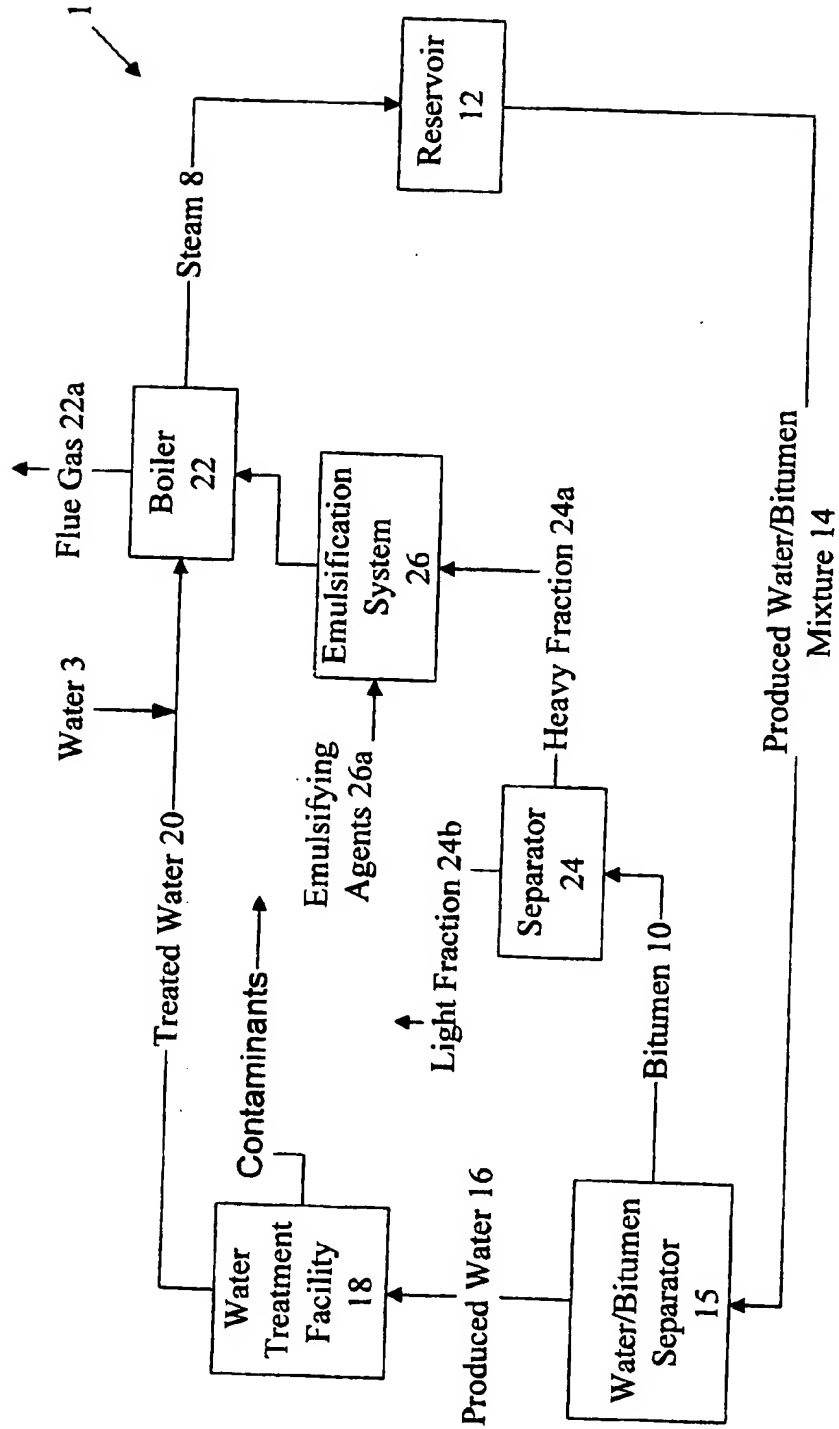 1
Flue Gas 22a
Water 3
Treated Water 20
Boiler
22
Steam 8
Contaminants
Water
Treatment
Facility
18
Emulsifying
Agents 26a
Emulsification
System
26
Reservoir
12
Light Fraction 24b
Produced Water 16
Separator
24
Heavy Fraction 24a
Water/Bitumen
Separator
15
Bitumen 10
Produced Water/Bitumen
Mixture 14